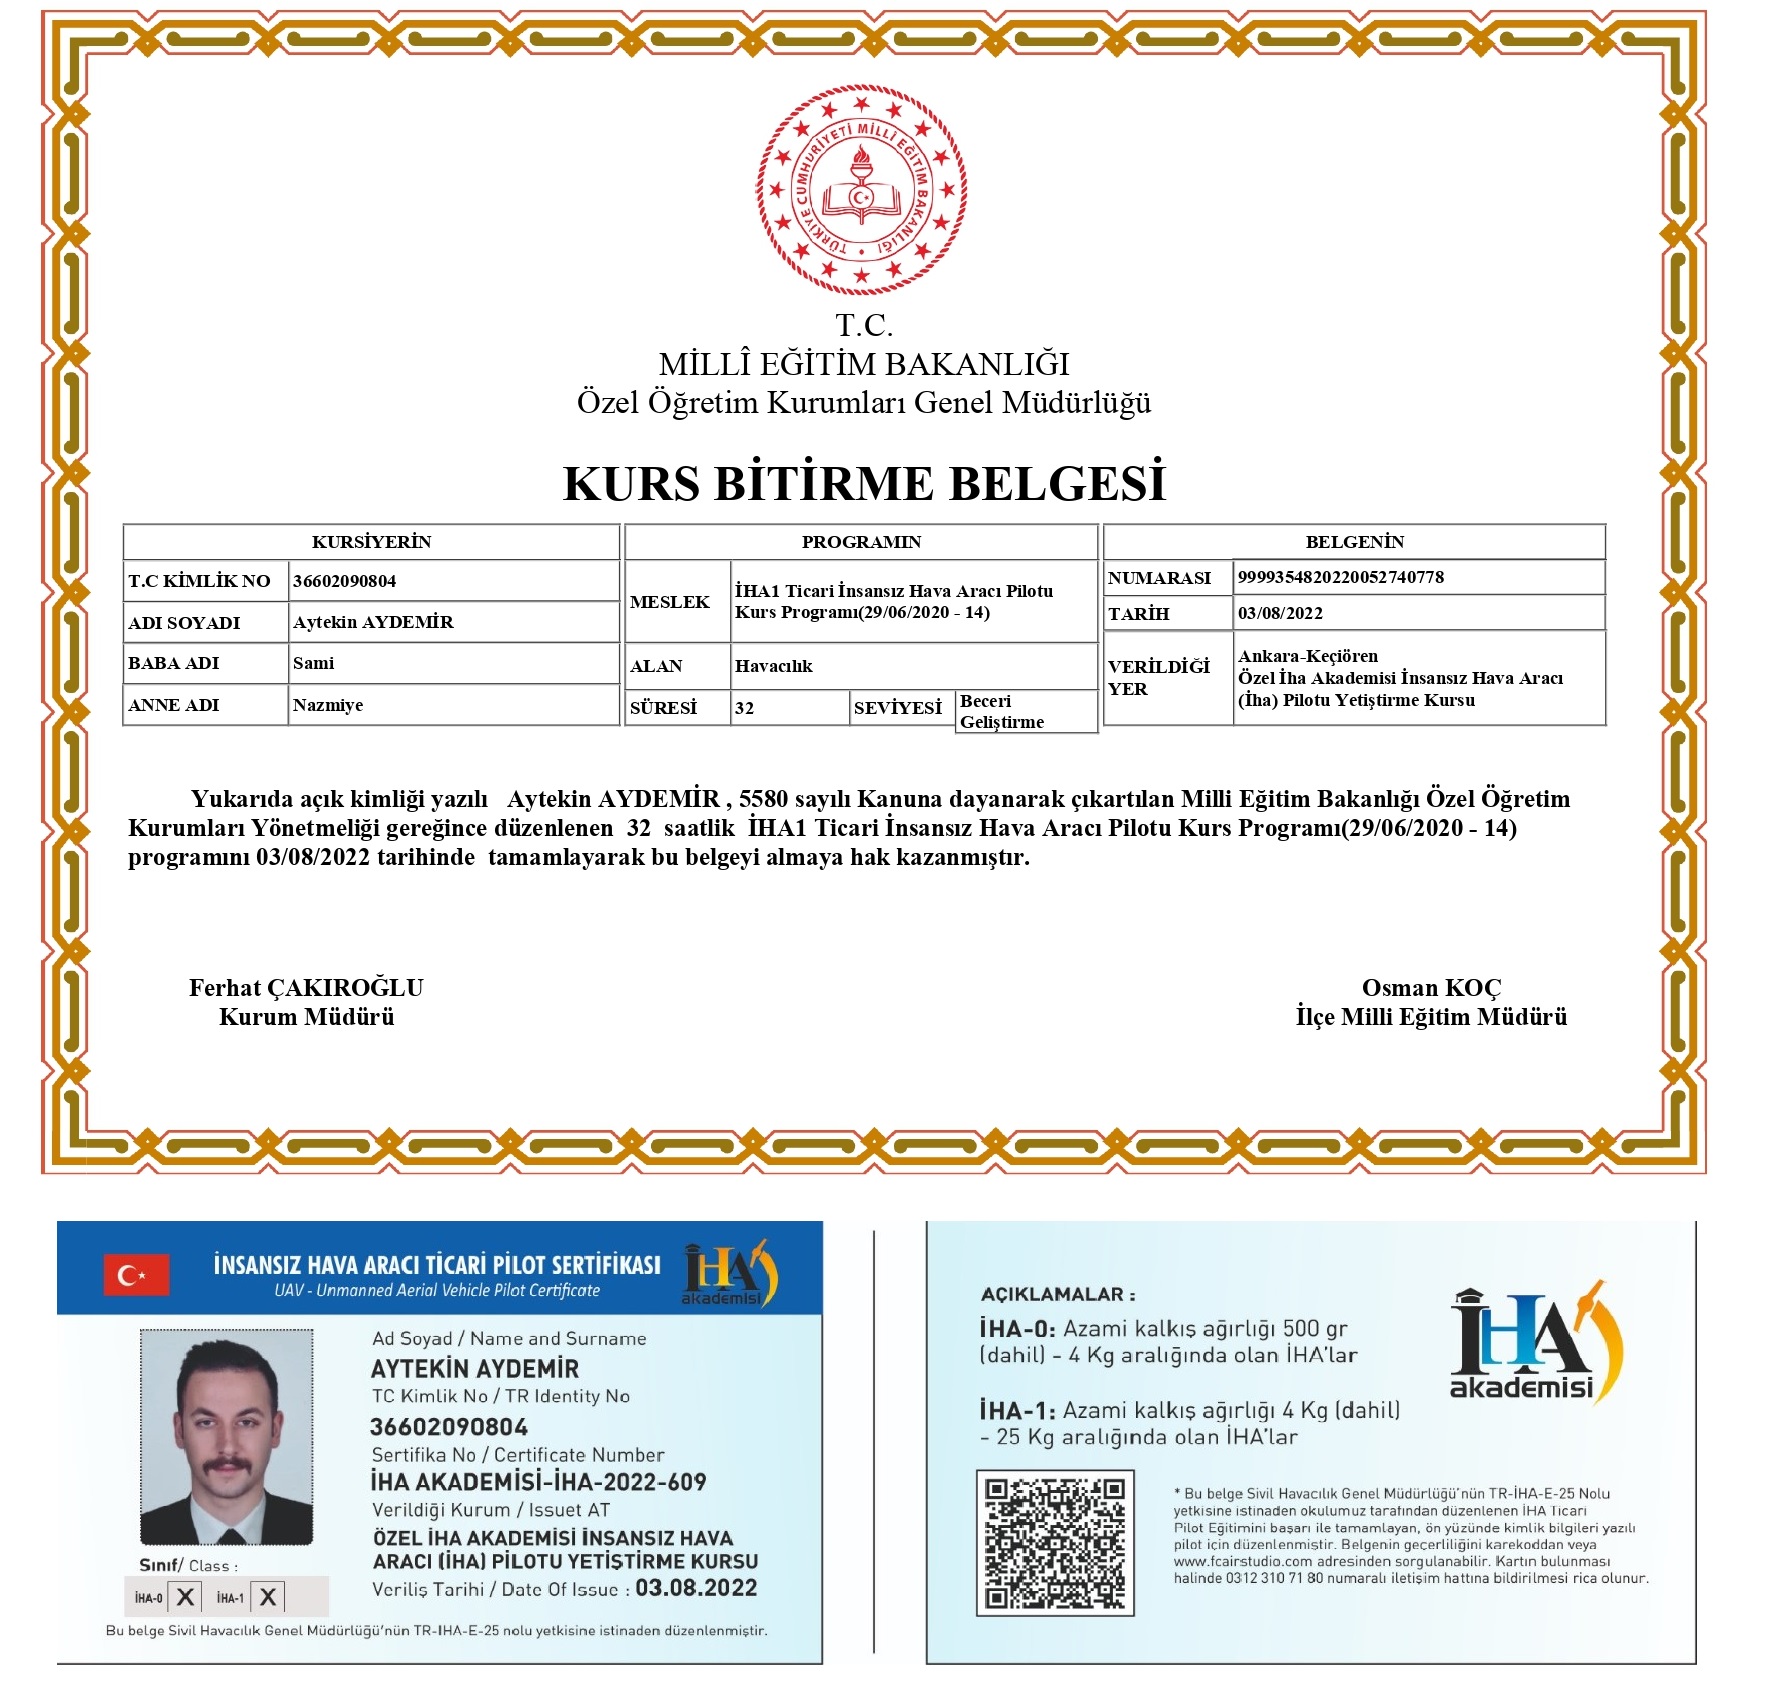 TÜRKİYE CUMHURİYETİ MİLLİ EĞİTİM BAKANLIĞI
T.C.
MİLLÎ EĞİTİM BAKANLIĞI
Özel Öğretim Kurumları Genel Müdürlüğü
KURS BİTİRME BELGESİ
KURSİYERİN
T.C KİMLİK NO 36602090804
ADI SOYADI Aytekin AYDEMİR
BABA ADI Sami
ANNE ADI Nazmiye
PROGRAMIN
MESLEK İHA1 Ticari İnsansız Hava Aracı Pilotu
Kurs Programı(29/06/2020 - 14)
ALAN Havacılık
SÜRESİ 32 SEVİYESİ Beceri
Geliştirme
BELGENİN
NUMARASI 9999354820220052740778
TARİH 03/08/2022
VERİLDİĞİ
YER
Ankara-Keçiören
Özel İha Akademisi İnsansız Hava Aracı
(İha) Pilotu Yetiştirme Kursu
Yukarıda açık kimliği yazılı Aytekin AYDEMİR , 5580 sayılı Kanuna dayanarak çıkartılan Milli Eğitim Bakanlığı Özel Öğretim
Kurumları Yönetmeliği gereğince düzenlenen 32 saatlik İHA1 Ticari İnsansız Hava Aracı Pilotu Kurs Programı(29/06/2020 - 14)
programını 03/08/2022 tarihinde tamamlayarak bu belgeyi almaya hak kazanmıştır.
Ferhat ÇAKIROĞLU
Kurum Müdürü
Osman KOÇ
İlçe Milli Eğitim Müdürü
İNSANSIZ HAVA ARACI TİCARİ PİLOT SERTİFİKASI
UAV - Unmanned Aerial Vehicle Pilot Certificate
İHA
akademisi
Ad Soyad / Name and Surname
AYTEKİN AYDEMİR
TC Kimlik No / TR Identity No
36602090804
Sertifika No / Certificate Number
İHA AKADEMİSİ-İHA-2022-609
Verildiği Kurum / Issuet AT
ÖZEL İHA AKADEMİSİ İNSANSIZ HAVA
ARACI (İHA) PİLOTU YETİŞTİRME KURSU
Veriliş Tarihi / Date Of Issue : 03.08.2022
Sınıf/ Class :
İHA-0 X İHA-1 X
Bu belge Sivil Havacılık Genel Müdürlüğü'nün TR-IHA-E-25 nolu yetkisine istinaden düzenlenmiştir.
AÇIKLAMALAR :
İHA-0: Azami kalkış ağırlığı 500 gr
(dahil) - 4 Kg aralığında olan İHA'lar
İHA-1: Azami kalkış ağırlığı 4 Kg (dahil)
- 25 Kg aralığında olan İHA'lar
İHA
akademisi
* Bu belge Sivil Havacılık Genel Müdürlüğü'nün TR-İHA-E-25 Nolu
yetkisine istinaden okulumuz tarafından düzenlenen İHA Ticari
Pilot Eğitimini başarı ile tamamlayan, ön yüzünde kimlik bilgileri yazılı
pilot için düzenlenmistir. Belgenin geçerliliğini karekoddan veya
www.fcairstudio.com adresinden sorgulanabilir. Kartın bulunması
halinde 0312 310 71 80 numaralı iletişim hattına bildirilmesi rica olunur.